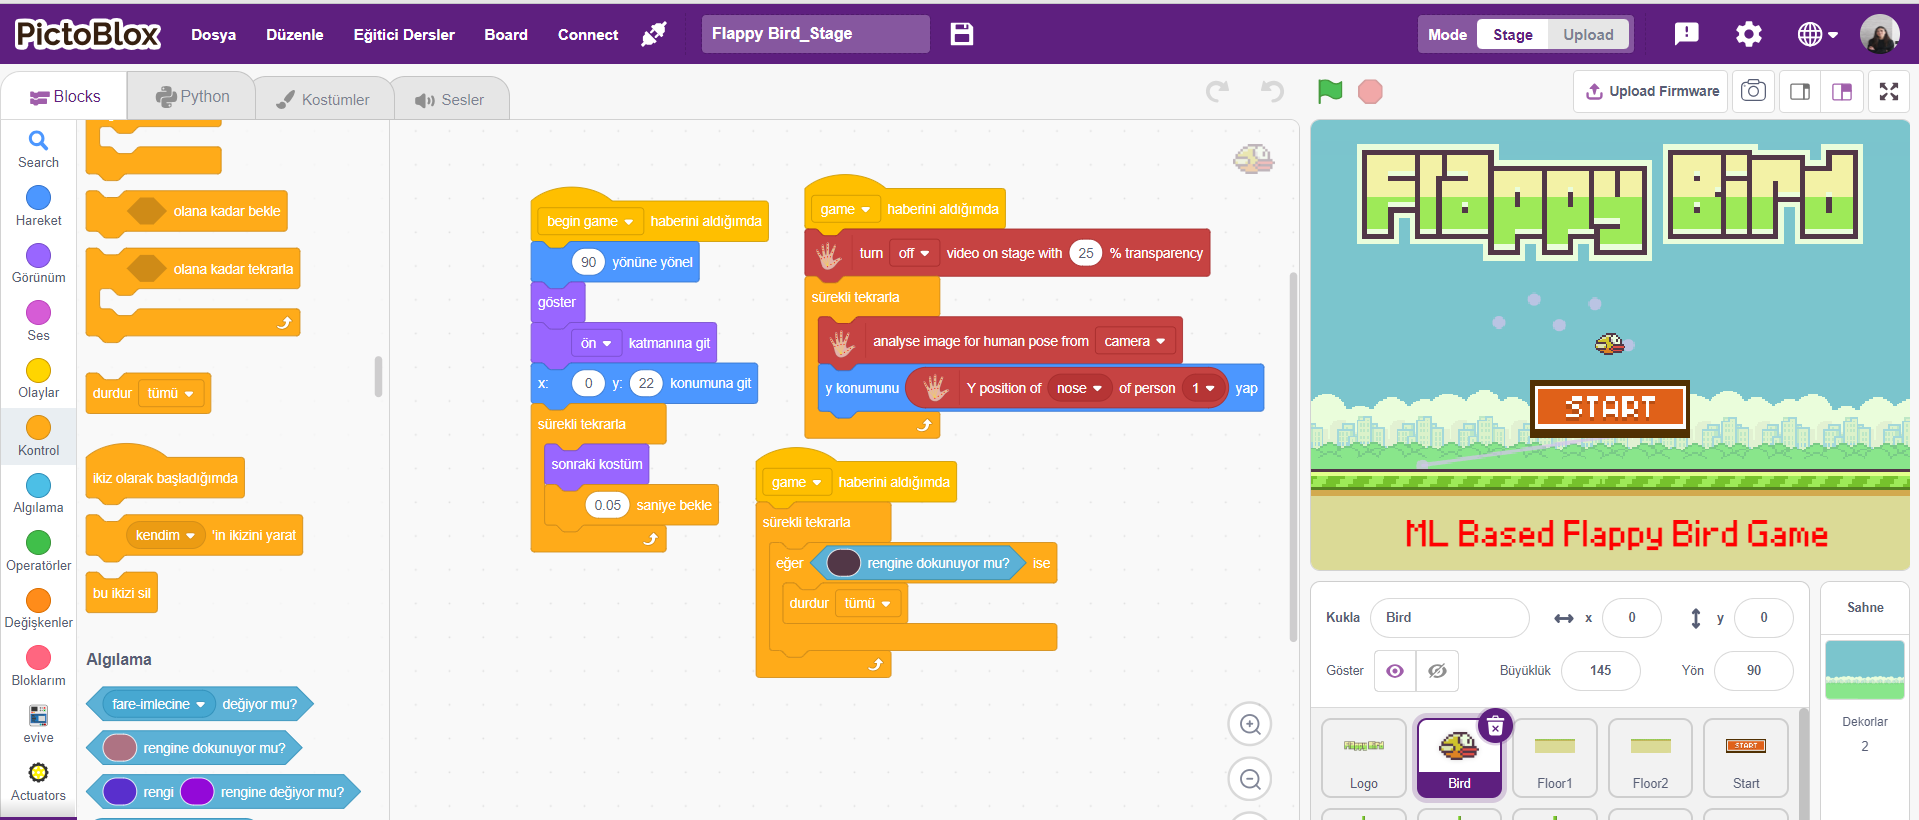 PictoBlox
Dosya
Düzenle
Eğitici Dersler
Board
Connect
Flappy Bird_Stage
Mode
Stage
Upload
Blocks
Python
Kostümler
Sesler
Upload Firmware
Search
Hareket
Görünüm
Ses
Olaylar
Kontrol
Algılama
Operatörler
Değişkenler
Bloklarım
evive
Actuators
olana kadar bekle
olana kadar tekrarla
durdur tümü
ikiz olarak başladığımda
kendim 'in ikizini yarat
bu ikizi sil
Algılama
fare-imlecine değiyor mu?
rengine dokunuyor mu?
rengi rengine değiyor mu?
begin game haberini aldığımda
90 yönüne yönel
göster
ön katmanına git
x: 0 y: 22 konumuna git
sürekli tekrarla
sonraki kostüm
0.05 saniye bekle
game haberini aldığımda
turn off video on stage with 25 % transparency
sürekli tekrarla
analyse image for human pose from camera
y konumunu Y position of nose of person 1 yap
game haberini aldığımda
sürekli tekrarla
eğer rengine dokunuyor mu? ise
durdur tümü
Flappy Bird
START
ML Based Flappy Bird Game
Kukla
Bird
x 0
y 0
Göster
Büyüklük 145
Yön 90
Sahne
Dekorlar
2
Flappy Bird
Logo
Bird
Floor1
Floor2
START
Start